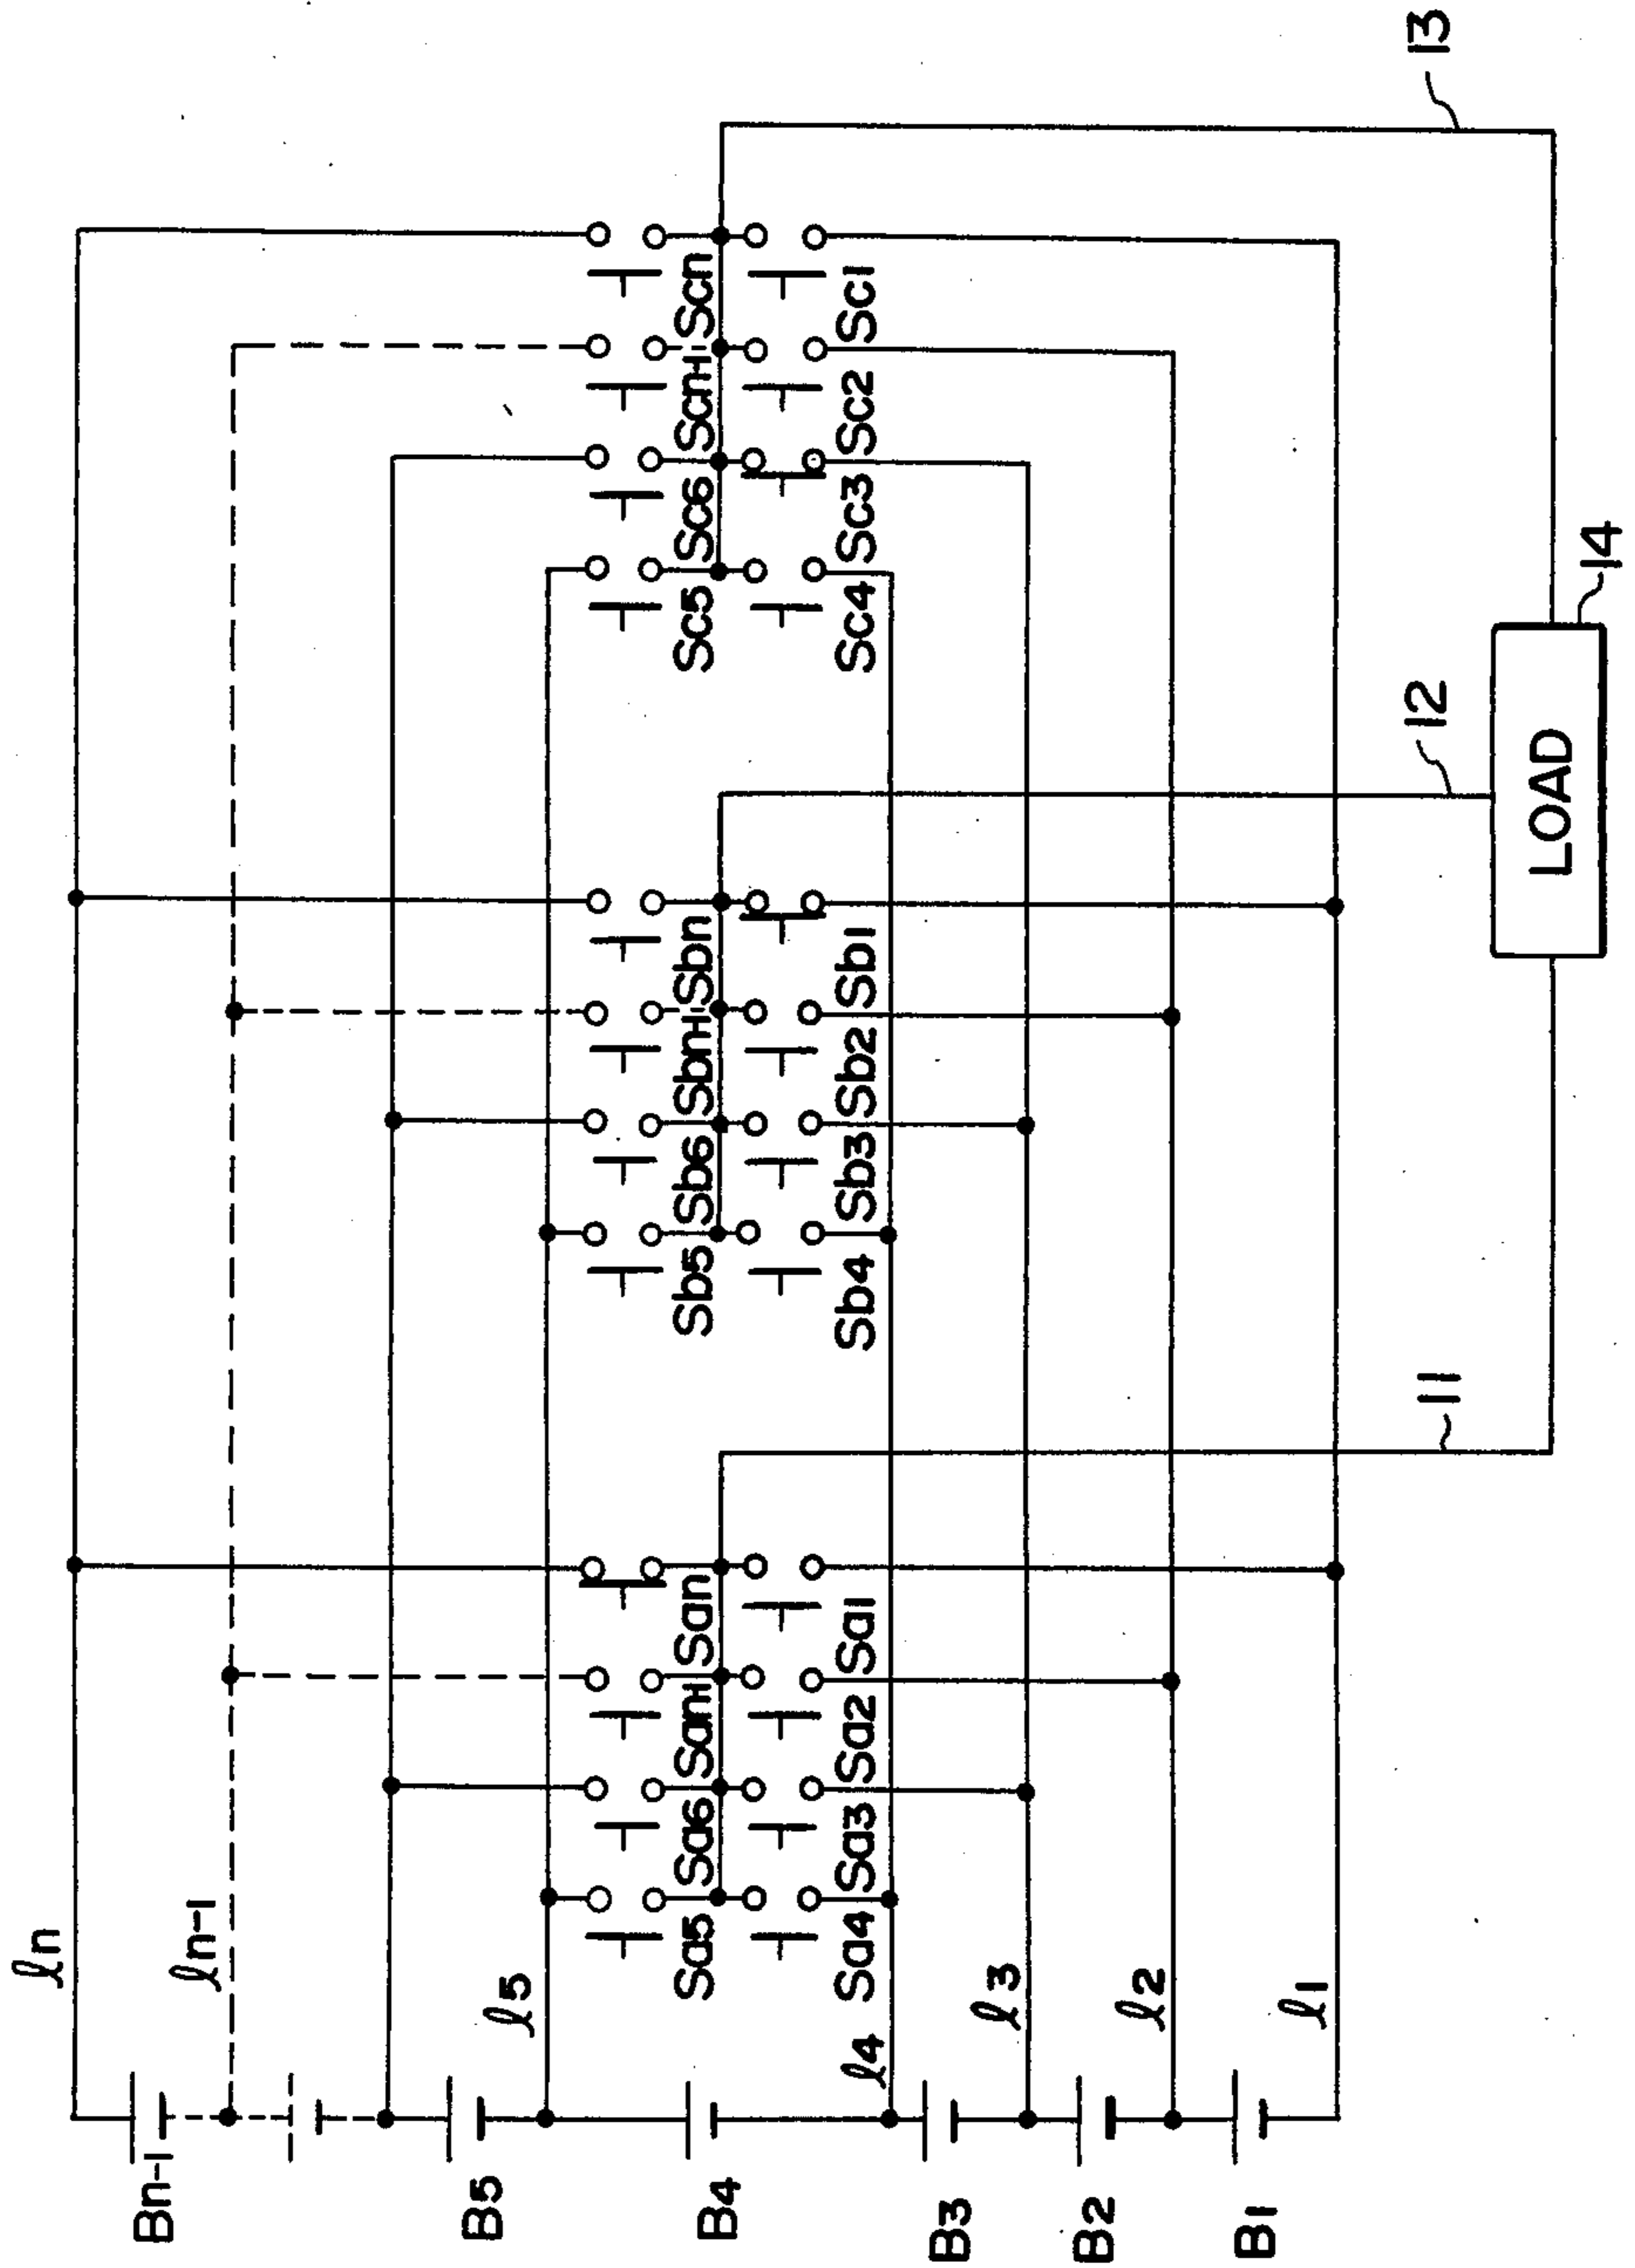 ℓn
Bn-1
ℓn-1
B5
ℓ5
B4
Sa5 Sa6 San-1 San Sb5 Sb6 Sbn-1 Sbn Sc5 Sc6 Scn-1 Scn
ℓ4
Sa4 Sa3 Sa2 Sa1 Sb4 Sb3 Sb2 Sb1 Sc4 Sc3 Sc2 Sc1
B3
ℓ3
B2
ℓ2
B1
ℓ1
11
12
13
LOAD
14